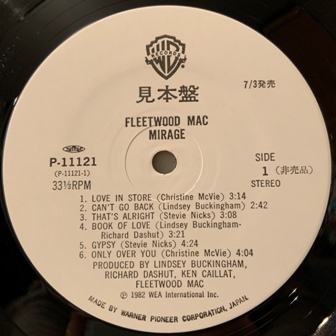 WB
RECORDS
7/3発売
見本盤
FLEETWOOD MAC
MIRAGE
P-11121
(P-11121-1)
33⅓RPM
SIDE
1 (非売品)
STEREO
1. LOVE IN STORE (Christine McVie) 3:14
2. CAN'T GO BACK (Lindsey Buckingham) 2:42
3. THAT'S ALRIGHT (Stevie Nicks) 3:08
4. BOOK OF LOVE (Lindsey Buckingham-
Richard Dashut) 3:21
5. GYPSY (Stevie Nicks) 4:24
6. ONLY OVER YOU (Christine McVie) 4:04
PRODUCED BY LINDSEY BUCKINGHAM,
RICHARD DASHUT, KEN CAILLAT,
FLEETWOOD MAC
Ⓟ 1982 WEA International Inc.
MADE BY WARNER PIONEER CORPORATION, JAPAN